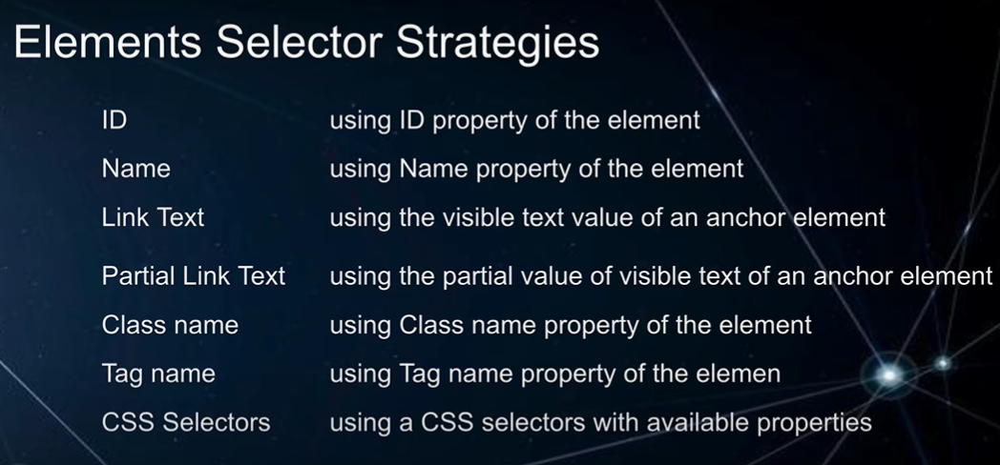 Elements Selector Strategies
ID using ID property of the element
Name using Name property of the element
Link Text using the visible text value of an anchor element
Partial Link Text using the partial value of visible text of an anchor element
Class name using Class name property of the element
Tag name using Tag name property of the elemen
CSS Selectors using a CSS selectors with available properties